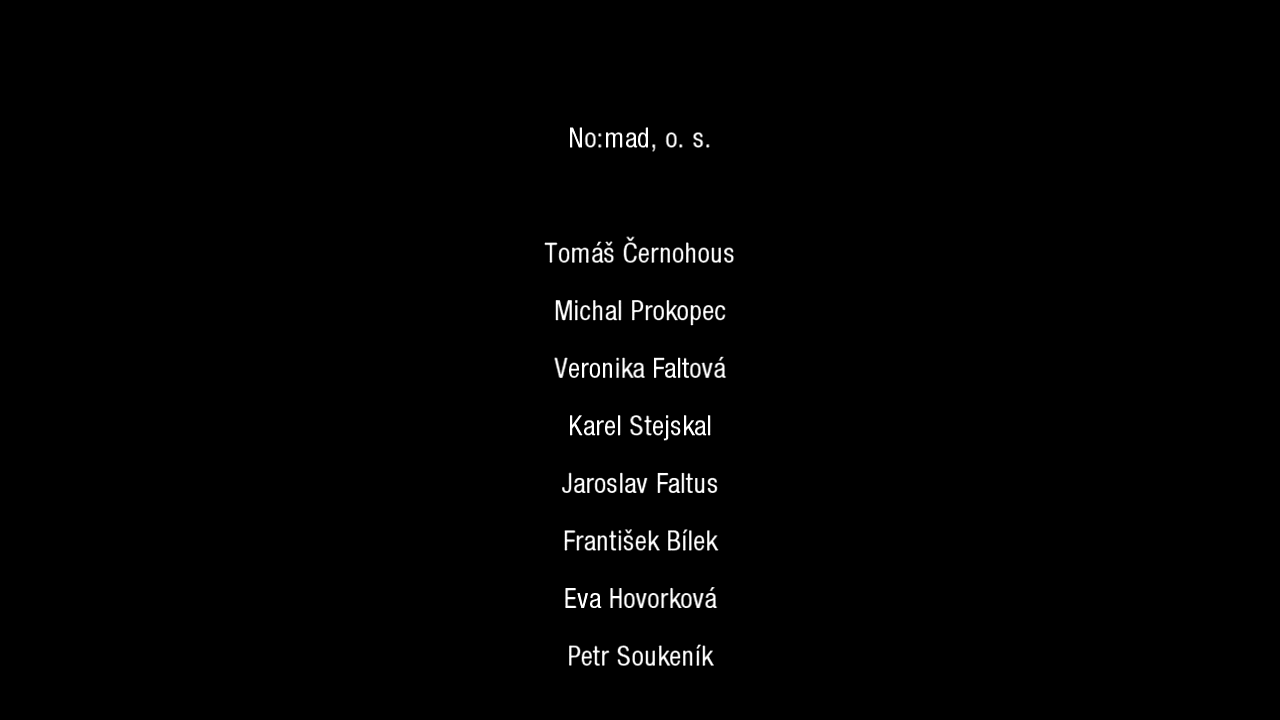 No:mad, o. s.
Tomáš Černohous
Michal Prokopec
Veronika Faltová
Karel Stejskal
Jaroslav Faltus
František Bílek
Eva Hovorková
Petr Soukeník